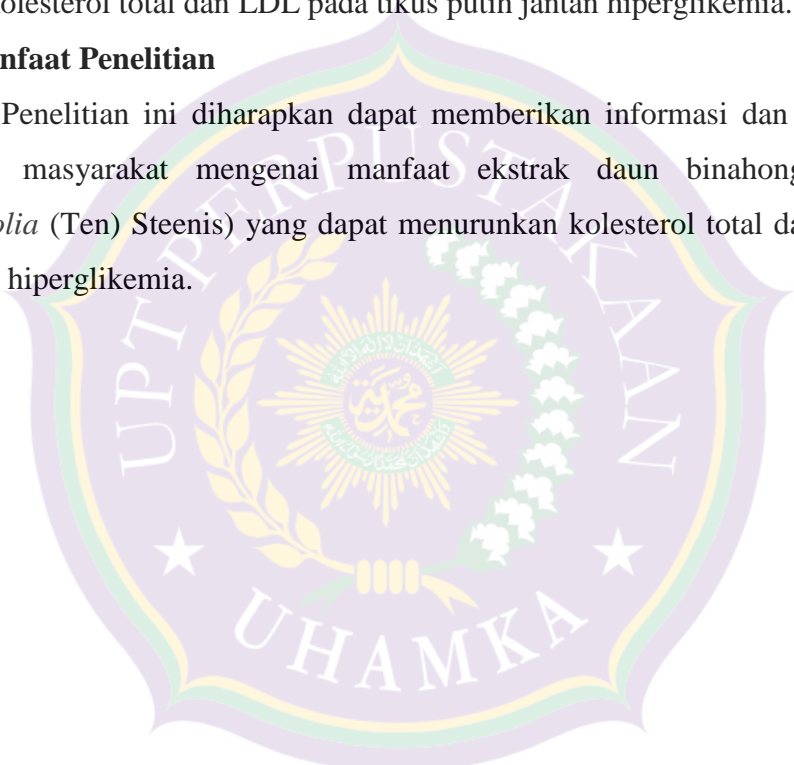 kolesterol total dan LDL pada tikus putih jantan hiperglikemia.
nfaat Penelitian
Penelitian ini diharapkan dapat memberikan informasi dan
masyarakat mengenai manfaat ekstrak daun binahong
olia (Ten) Steenis) yang dapat menurunkan kolesterol total da
hiperglikemia.
UPT PERPUSTAKAAN
محمدية
UHAMKA